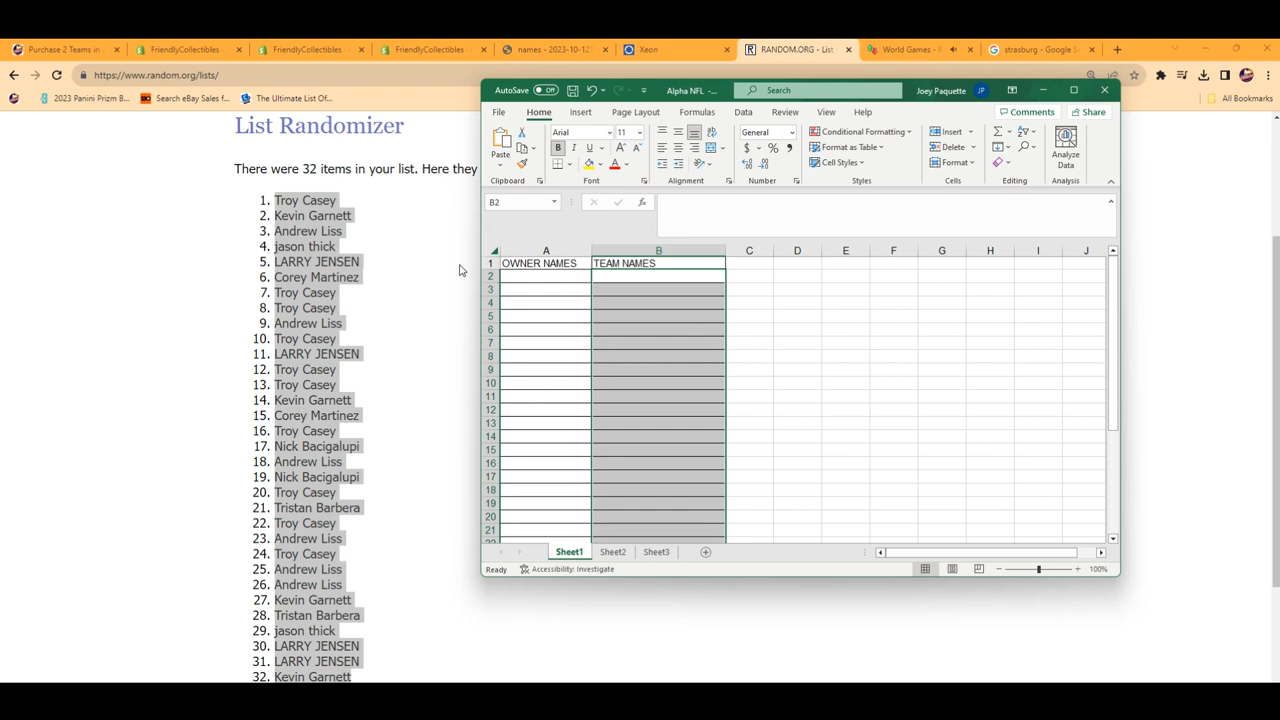 Purchase 2 Teams in
FriendlyCollectibles
FriendlyCollectibles
FriendlyCollectibles -
names - 2023-10-12T
Xeon
RANDOM.ORG - List
World Games - R
strasburg - Google Se
https://www.random.org/lists/
2023 Panini Prizm B...
Search eBay Sales f...
The Ultimate List Of...
All Bookmarks
List Randomizer
There were 32 items in your list. Here they
1. Troy Casey
2. Kevin Garnett
3. Andrew Liss
4. jason thick
5. LARRY JENSEN
6. Corey Martinez
7. Troy Casey
8. Troy Casey
9. Andrew Liss
10. Troy Casey
11. LARRY JENSEN
12. Troy Casey
13. Troy Casey
14. Kevin Garnett
15. Corey Martinez
16. Troy Casey
17. Nick Bacigalupi
18. Andrew Liss
19. Nick Bacigalupi
20. Troy Casey
21. Tristan Barbera
22. Troy Casey
23. Andrew Liss
24. Troy Casey
25. Andrew Liss
26. Andrew Liss
27. Kevin Garnett
28. Tristan Barbera
29. jason thick
30. LARRY JENSEN
31. LARRY JENSEN
32. Kevin Garnett
AutoSave Off Alpha NFL -... Search Joey Paquette JP
File Home Insert Page Layout Formulas Data Review View Help Comments Share
Paste Arial 11 General Conditional Formatting Format as Table Cell Styles Insert Delete Format Analyze Data
Clipboard Font Alignment Number Styles Cells Editing Analysis
B2 fx
A B C D E F G H I J
1 OWNER NAMES TEAM NAMES
2
3
4
5
6
7
8
9
10
11
12
13
14
15
16
17
18
19
20
21
Sheet1 Sheet2 Sheet3
Ready Accessibility: Investigate 100%